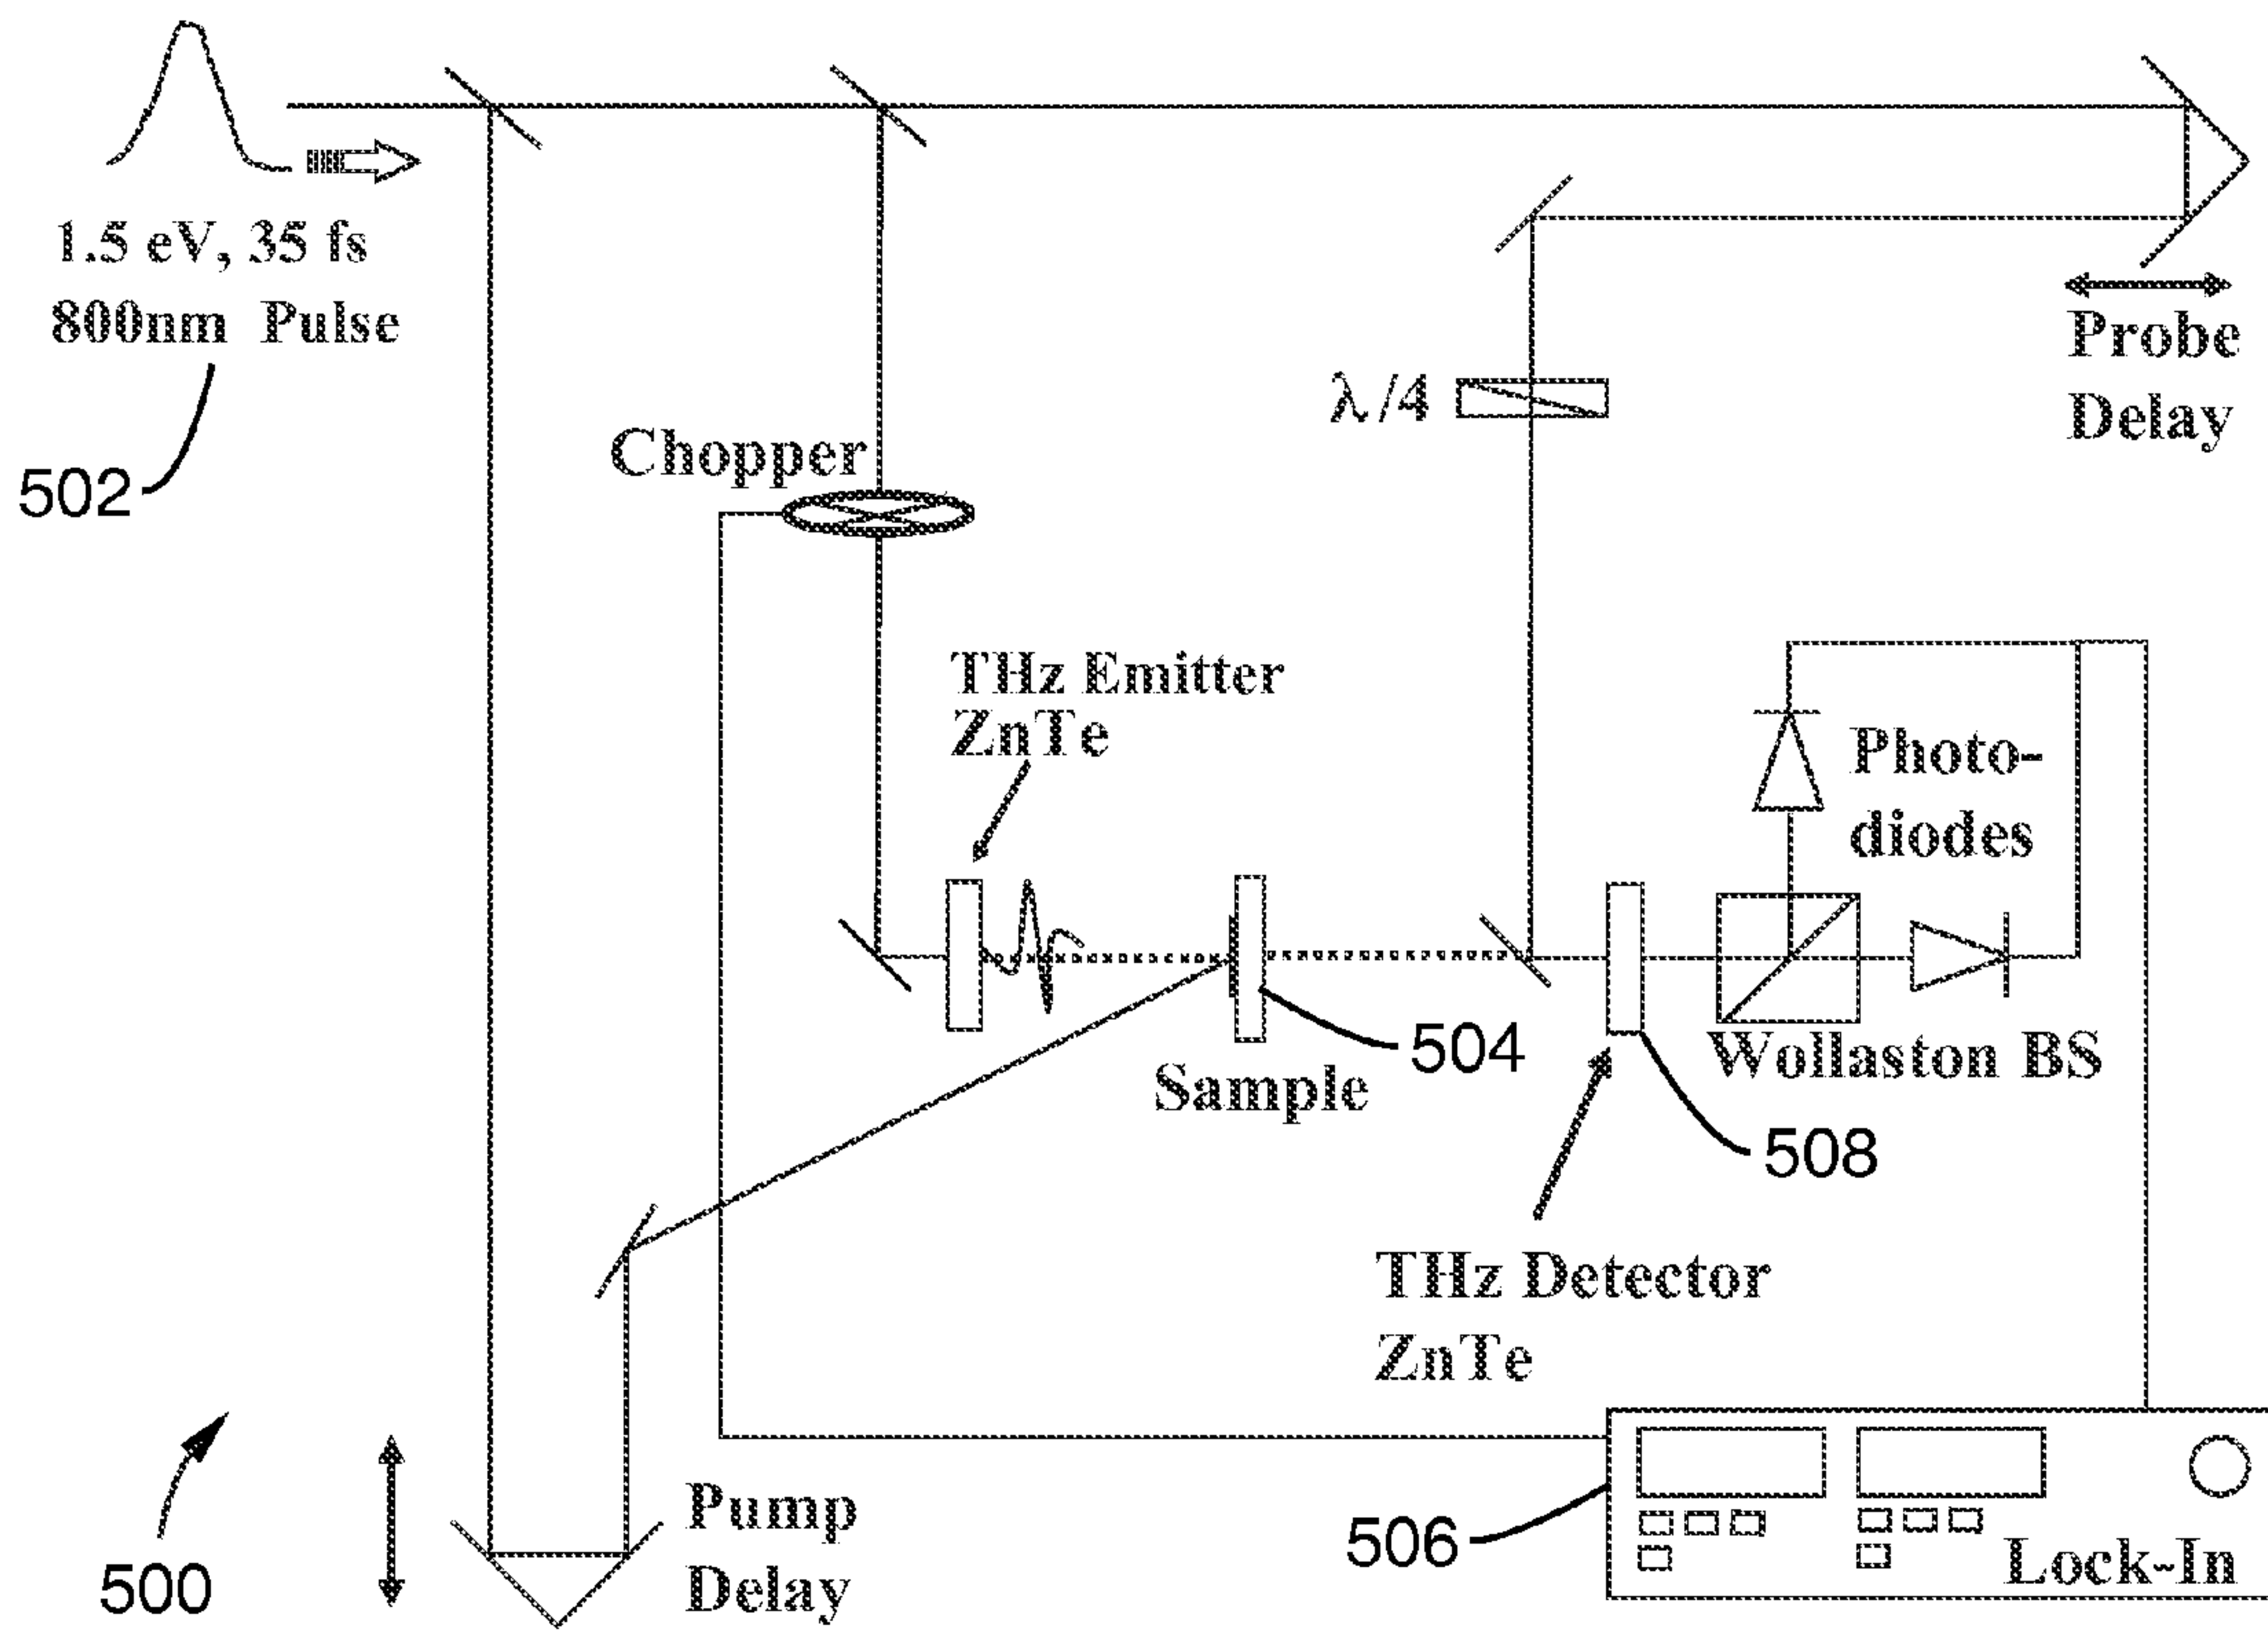 1.5 eV, 35 fs
800nm Pulse
502
Chopper
λ/4
Probe
Delay
THz Emitter
ZnTe
Photo-
diodes
504
Sample
Wollaston BS
508
THz Detector
ZnTe
500
Pump
Delay
506
Lock-In